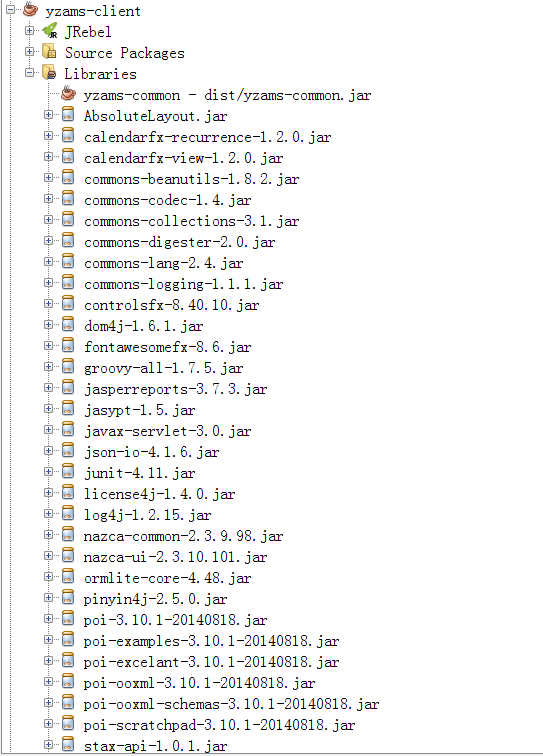 yzams-client
JRebel
Source Packages
Libraries
yzams-common - dist/yzams-common.jar
AbsoluteLayout.jar
calendarfx-recurrence-1.2.0.jar
calendarfx-view-1.2.0.jar
commons-beanutils-1.8.2.jar
commons-codec-1.4.jar
commons-collections-3.1.jar
commons-digester-2.0.jar
commons-lang-2.4.jar
commons-logging-1.1.1.jar
controlsfx-8.40.10.jar
dom4j-1.6.1.jar
fontawesomefx-8.6.jar
groovy-all-1.7.5.jar
jasperreports-3.7.3.jar
jasypt-1.5.jar
javax-servlet-3.0.jar
json-io-4.1.6.jar
junit-4.11.jar
license4j-1.4.0.jar
log4j-1.2.15.jar
nazca-common-2.3.9.98.jar
nazca-ui-2.3.10.101.jar
ormlite-core-4.48.jar
pinyin4j-2.5.0.jar
poi-3.10.1-20140818.jar
poi-examples-3.10.1-20140818.jar
poi-excelant-3.10.1-20140818.jar
poi-ooxml-3.10.1-20140818.jar
poi-ooxml-schemas-3.10.1-20140818.jar
poi-scratchpad-3.10.1-20140818.jar
stax-api-1.0.1.jar